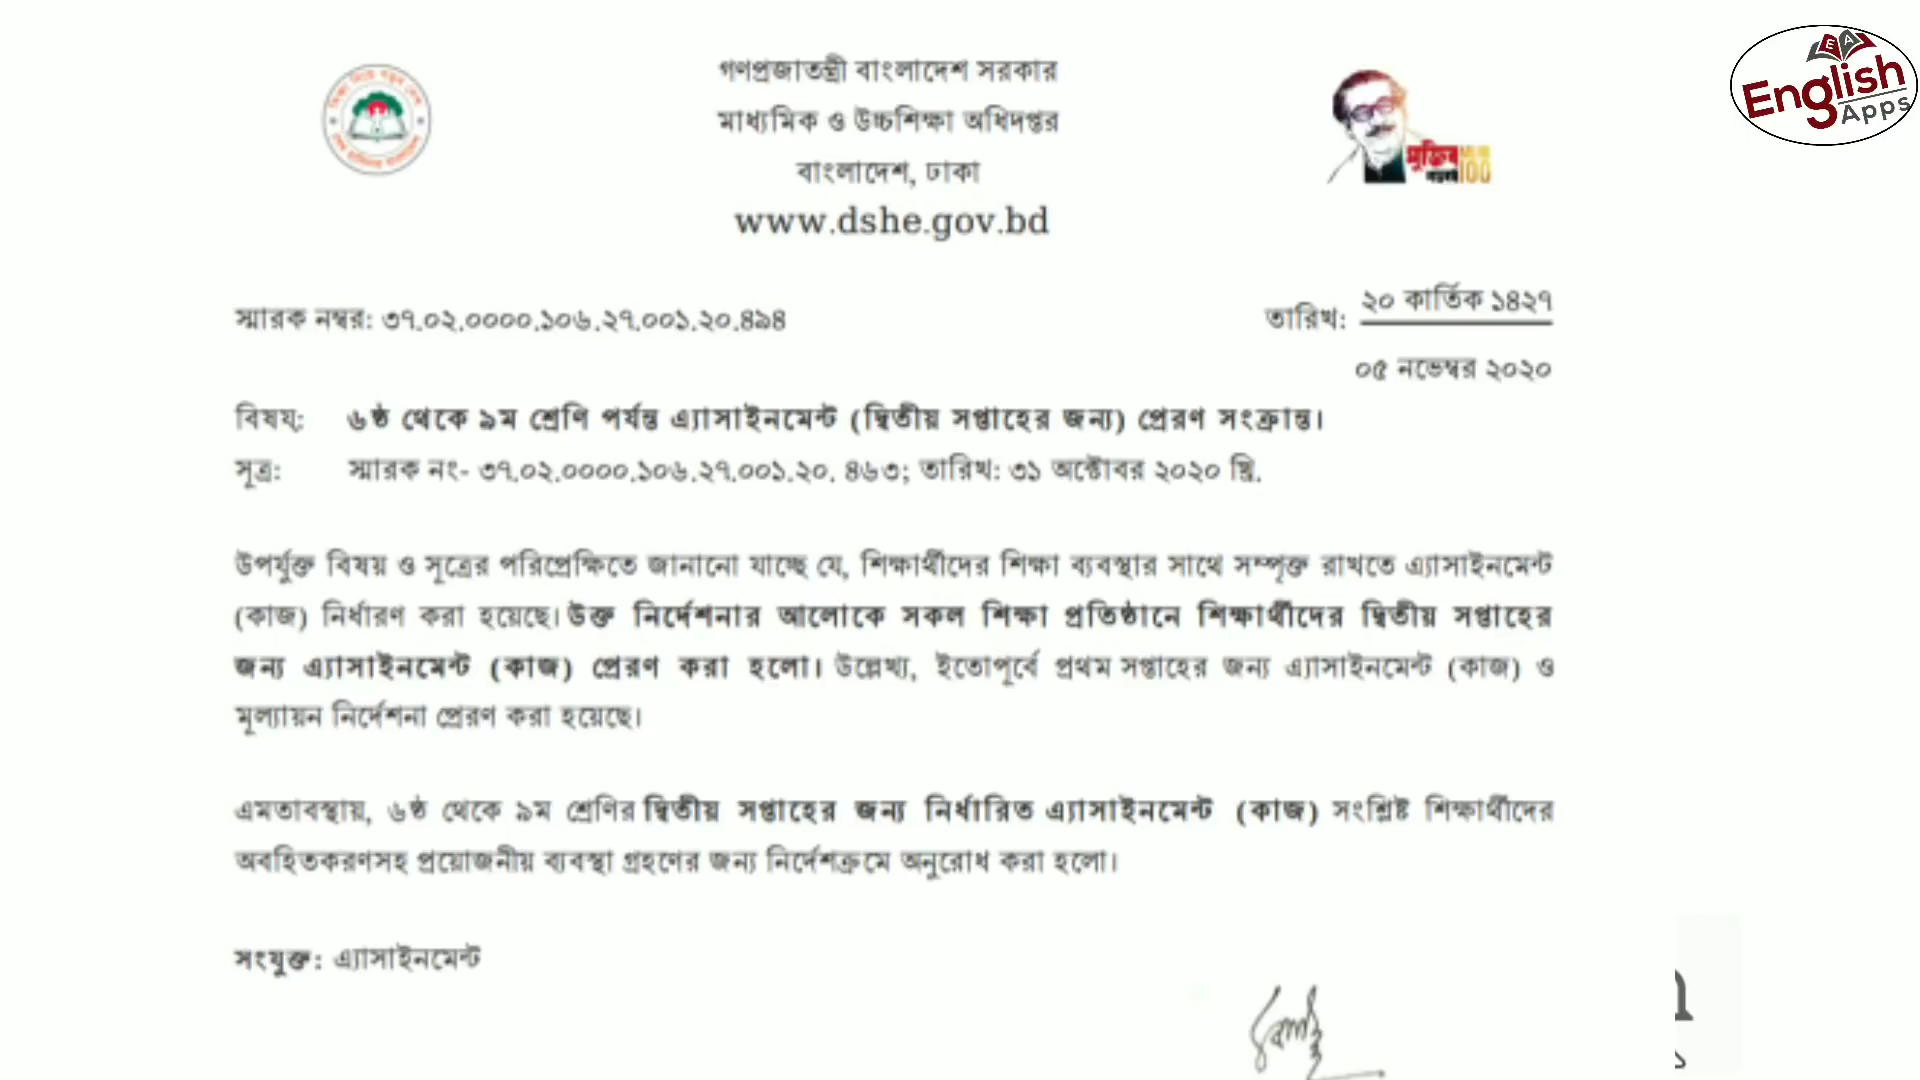 গণপ্রজাতন্ত্রী বাংলাদেশ সরকার
মাধ্যমিক ও উচ্চশিক্ষা অধিদপ্তর
বাংলাদেশ, ঢাকা
www.dshe.gov.bd
English
Apps
EA
মুজিব
100
স্মারক নম্বর: ৩৭.০২.০০০০.১০৬.২৭.০০১.২০.৪৯৪
তারিখ: ২০ কার্তিক ১৪২৭
০৫ নভেম্বর ২০২০
বিষয়: ৬ষ্ঠ থেকে ৯ম শ্রেণি পর্যন্ত এ্যাসাইনমেন্ট (দ্বিতীয় সপ্তাহের জন্য) প্রেরণ সংক্রান্ত।
সূত্র: স্মারক নং- ৩৭.০২.০০০০.১০৬.২৭.০০১.২০. ৪৬৩; তারিখ: ৩১ অক্টোবর ২০২০ খ্রি.
উপর্যুক্ত বিষয় ও সূত্রের পরিপ্রেক্ষিতে জানানো যাচ্ছে যে, শিক্ষার্থীদের শিক্ষা ব্যবস্থার সাথে সম্পৃক্ত রাখতে এ্যাসাইনমেন্ট
(কাজ) নির্ধারণ করা হয়েছে। উক্ত নির্দেশনার আলোকে সকল শিক্ষা প্রতিষ্ঠানে শিক্ষার্থীদের দ্বিতীয় সপ্তাহের
জন্য এ্যাসাইনমেন্ট (কাজ) প্রেরণ করা হলো। উল্লেখ্য, ইতোপূর্বে প্রথম সপ্তাহের জন্য এ্যাসাইনমেন্ট (কাজ) ও
মূল্যায়ন নির্দেশনা প্রেরণ করা হয়েছে।
এমতাবস্থায়, ৬ষ্ঠ থেকে ৯ম শ্রেণির দ্বিতীয় সপ্তাহের জন্য নির্ধারিত এ্যাসাইনমেন্ট (কাজ) সংশ্লিষ্ট শিক্ষার্থীদের
অবহিতকরণসহ প্রয়োজনীয় ব্যবস্থা গ্রহণের জন্য নির্দেশক্রমে অনুরোধ করা হলো।
সংযুক্ত: এ্যাসাইনমেন্ট